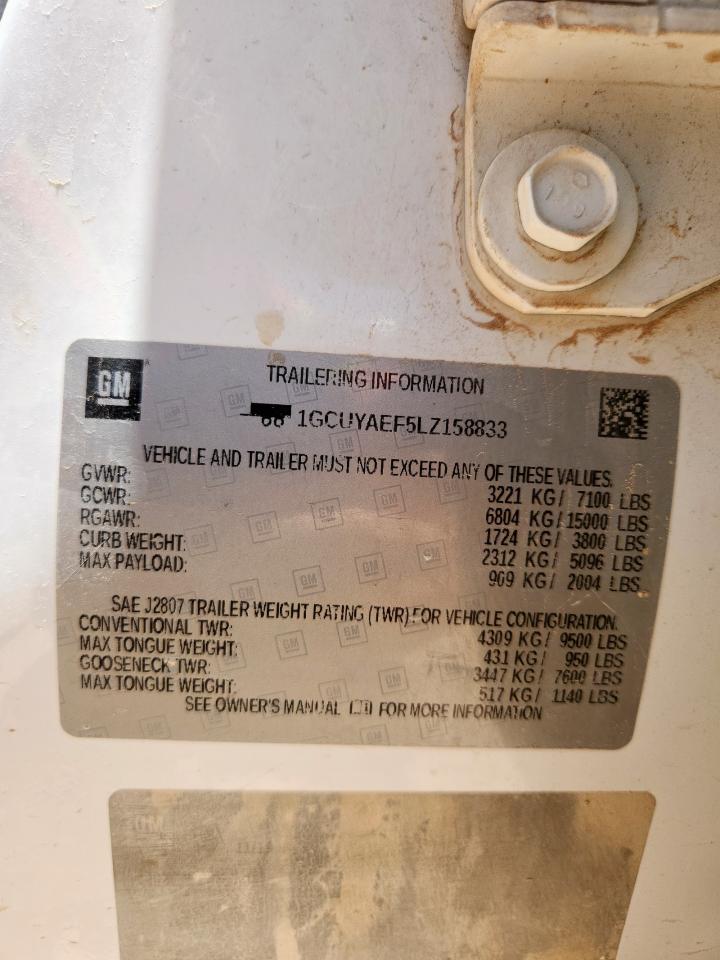 GM
TRAILERING INFORMATION
1GCUYAEF5LZ158833
VEHICLE AND TRAILER MUST NOT EXCEED ANY OF THESE VALUES.
GVWR: 3221 KG/ 7100 LBS
GCWR: 6804 KG/15000 LBS
RGAWR: 1724 KG/ 3800 LBS
CURB WEIGHT: 2312 KG/ 5096 LBS
MAX PAYLOAD: 909 KG/ 2004 LBS
SAE J2807 TRAILER WEIGHT RATING (TWR) FOR VEHICLE CONFIGURATION.
CONVENTIONAL TWR: 4309 KG/ 9500 LBS
MAX TONGUE WEIGHT: 431 KG/ 950 LBS
GOOSENECK TWR: 3447 KG/ 7600 LBS
MAX TONGUE WEIGHT: 517 KG/ 1140 LBS
SEE OWNER'S MANUAL FOR MORE INFORMATION
GM